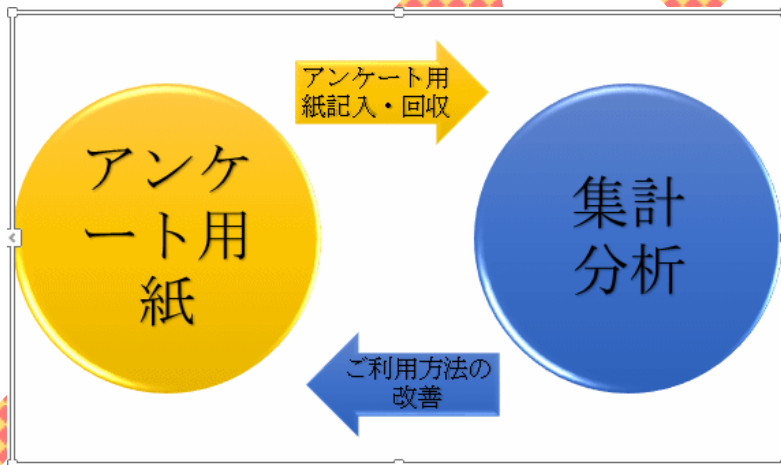 アンケート用
紙記入・回収
アンケ
ート用
紙
集計
分析
ご利用方法の
改善